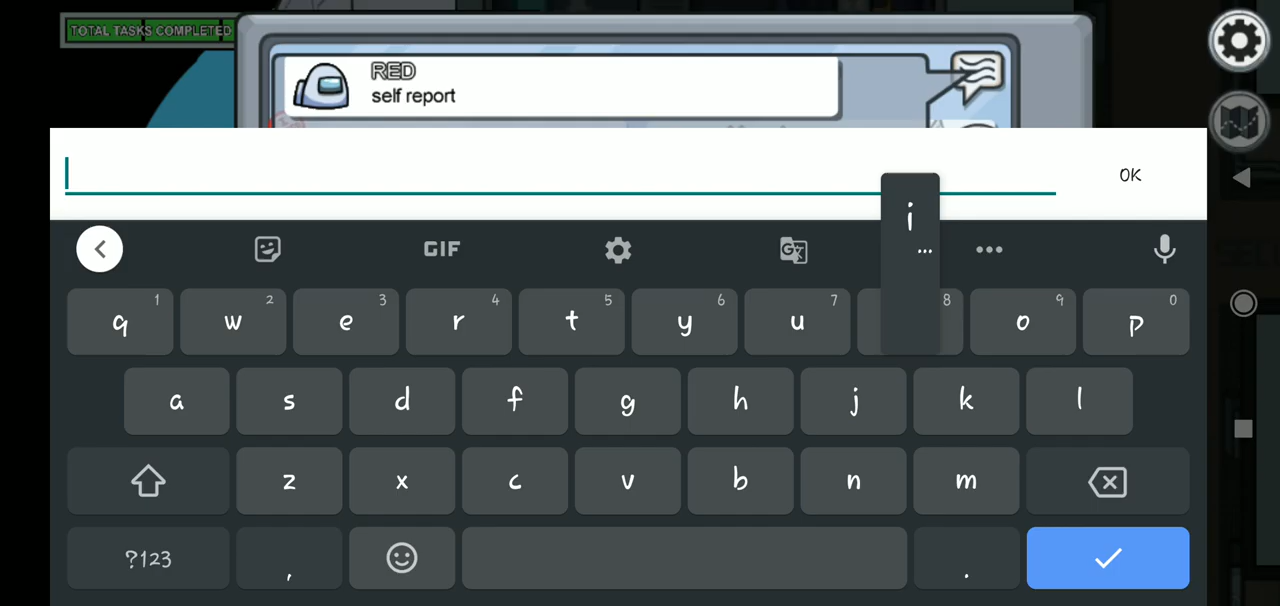 TOTAL TASKS COMPLETED
RED
self report
OK
i
...
GIF
q 1 w 2 e 3 r 4 t 5 y 6 u 7 8 o 9 p 0
a s d f g h j k l
z x c v b n m
?123 , .